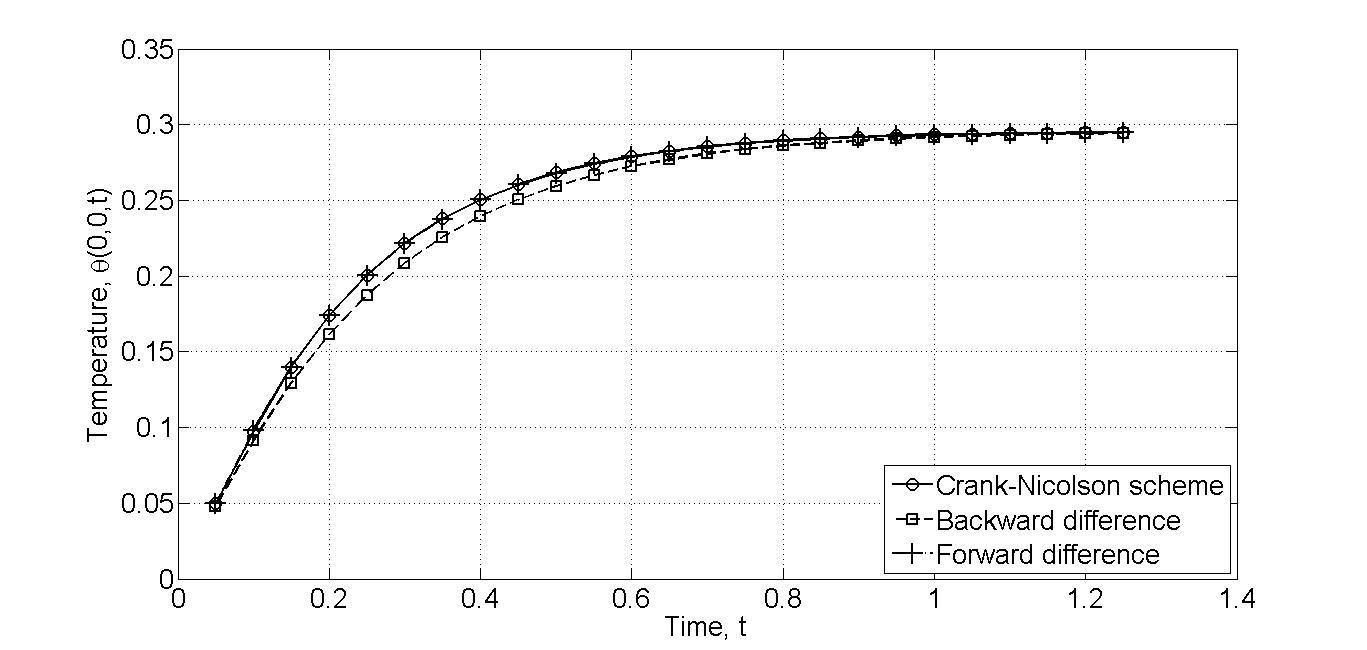 0.35
0.3
0.25
0.2
0.15
0.1
0.05
0
Temperature, θ(0,0,t)
Crank-Nicolson scheme
Backward difference
Forward difference
0 0.2 0.4 0.6 0.8 1 1.2 1.4
Time, t